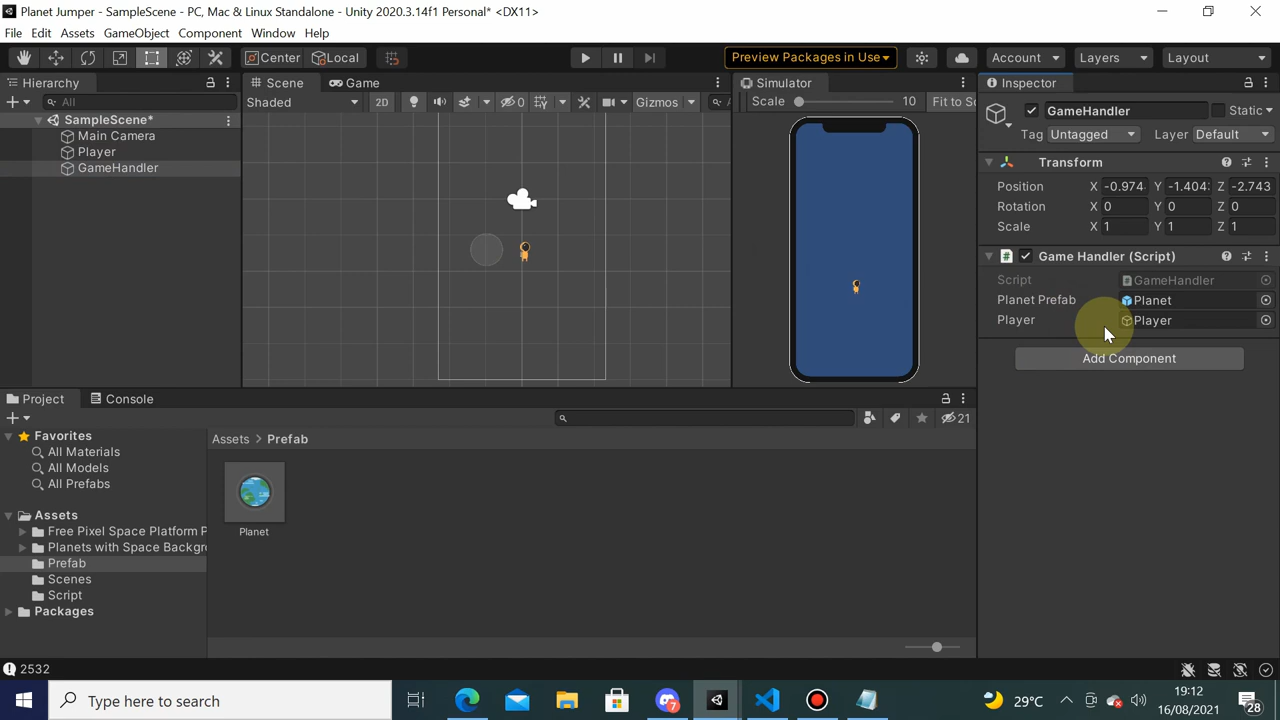 Planet Jumper - SampleScene - PC, Mac & Linux Standalone - Unity 2020.3.14f1 Personal* <DX11>
File Edit Assets GameObject Component Window Help
Center Local Preview Packages in Use Account Layers Layout
Hierarchy
All
SampleScene*
Main Camera
Player
GameHandler
Scene Game
Shaded 2D 0 Gizmos
Simulator
Scale 10 Fit to Sc
Inspector
GameHandler Static
Tag Untagged Layer Default
Transform
Position X -0.974 Y -1.404 Z -2.743
Rotation X 0 Y 0 Z 0
Scale X 1 Y 1 Z 1
Game Handler (Script)
Script GameHandler
Planet Prefab Planet
Player Player
Add Component
Project Console
21
Favorites
All Materials
All Models
All Prefabs
Assets
Free Pixel Space Platform P
Planets with Space Backgro
Prefab
Scenes
Script
Packages
Assets > Prefab
Planet
2532
Type here to search
7
29°C
19:12
16/08/2021
28